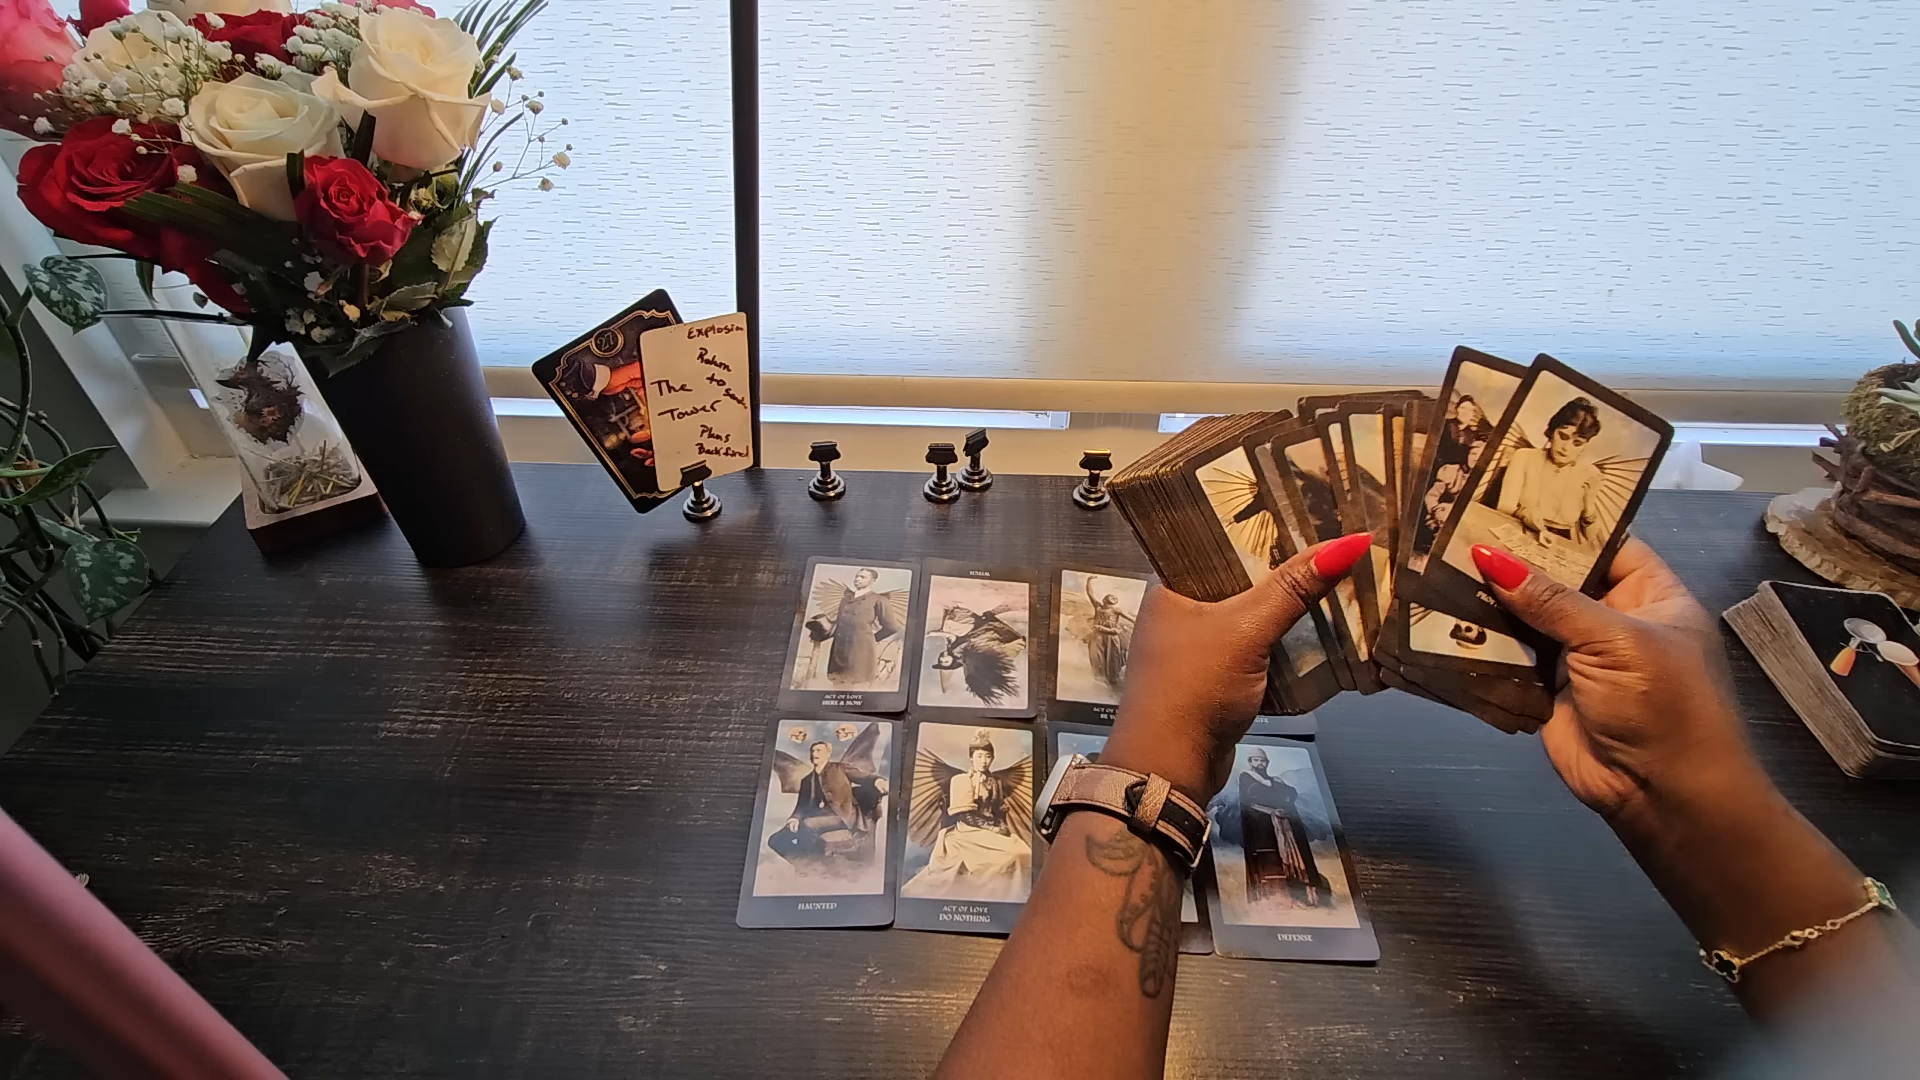 27
Explosion
Return
to
The
Tower
Plans
Backfired
WITCH
ACT OF LOVE
HERE & NOW
HAUNTED
ACT OF LOVE
DO NOTHING
DEFENSE